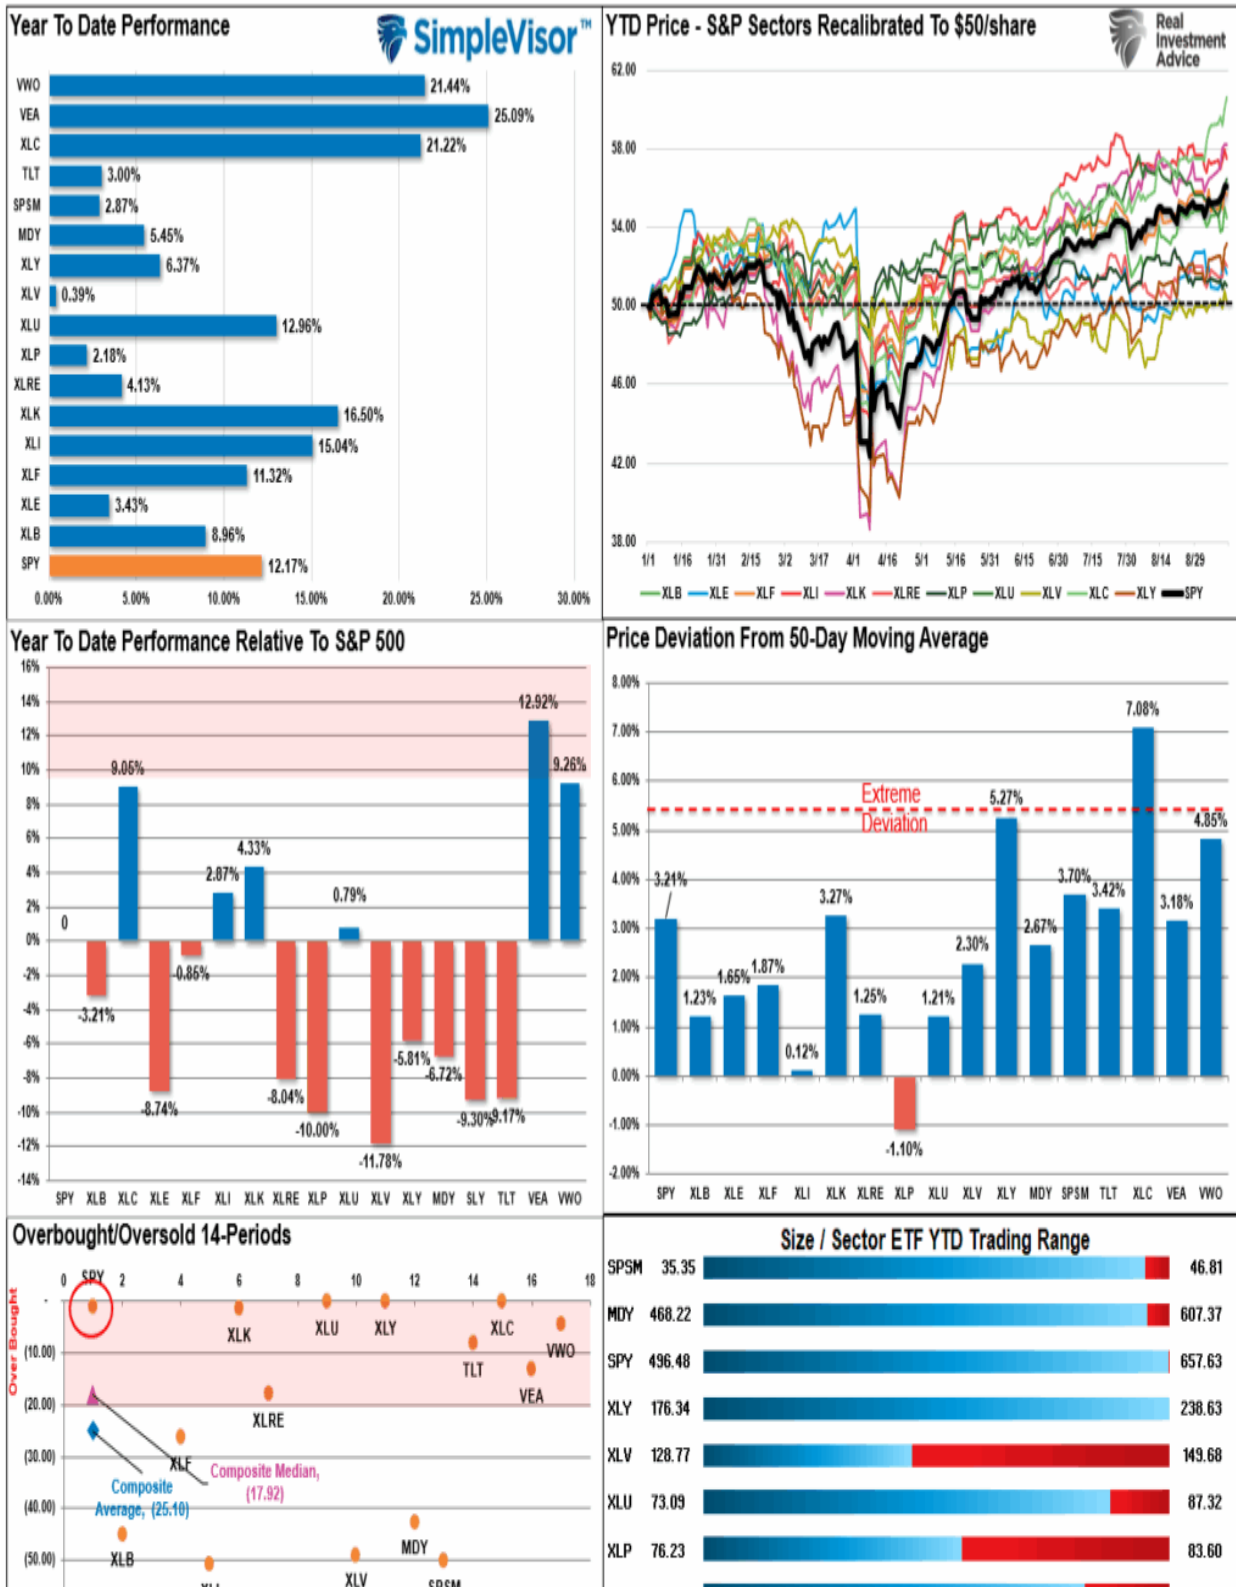 Year To Date Performance
SimpleVisor™
VWO 21.44%
VEA 25.09%
XLC 21.22%
TLT 3.00%
SPSM 2.87%
MDY 5.45%
XLY 6.37%
XLV 0.39%
XLU 12.96%
XLP 2.18%
XLRE 4.13%
XLK 16.50%
XLI 15.04%
XLF 11.32%
XLE 3.43%
XLB 8.96%
SPY 12.17%
0.00% 5.00% 10.00% 15.00% 20.00% 25.00% 30.00%
YTD Price - S&P Sectors Recalibrated To $50/share
Real
Investment
Advice
62.00
58.00
54.00
50.00
46.00
42.00
38.00
1/1 1/16 1/31 2/15 3/2 3/17 4/1 4/16 5/1 5/16 5/31 6/15 6/30 7/15 7/30 8/14 8/29
XLB XLE XLF XLI XLK XLRE XLP XLU XLV XLC XLY SPY
Year To Date Performance Relative To S&P 500
16%
14%
12%
10%
8%
6%
4%
2%
0%
-2%
-4%
-6%
-8%
-10%
-12%
-14%
0
-3.21%
9.05%
-8.74%
-0.85%
2.87%
4.33%
-8.04%
-10.00%
0.79%
-11.78%
-5.81%
-6.72%
-9.30%
-9.17%
12.92%
9.26%
SPY XLB XLC XLE XLF XLI XLK XLRE XLP XLU XLV XLY MDY SLY TLT VEA VWO
Price Deviation From 50-Day Moving Average
8.00%
7.00%
6.00%
5.00%
4.00%
3.00%
2.00%
1.00%
0.00%
-1.00%
-2.00%
Extreme
Deviation
3.21%
1.23%
1.65%
1.87%
0.12%
3.27%
1.25%
-1.10%
1.21%
2.30%
5.27%
2.67%
3.70%
3.42%
7.08%
3.18%
4.85%
SPY XLB XLE XLF XLI XLK XLRE XLP XLU XLV XLY MDY SPSM TLT XLC VEA VWO
Overbought/Oversold 14-Periods
0 2 4 6 8 10 12 14 16 18
SPY
Over Bought
-
(10.00)
(20.00)
(30.00)
(40.00)
(50.00)
XLK
XLU
XLY
XLC
VWO
TLT
VEA
XLRE
XLF
Composite Median,
(17.92)
Composite
Average, (25.10)
XLB
MDY
XLV
SPSM
Size / Sector ETF YTD Trading Range
SPSM 35.35 46.81
MDY 468.22 607.37
SPY 496.48 657.63
XLY 176.34 238.63
XLV 128.77 149.68
XLU 73.09 87.32
XLP 76.23 83.60